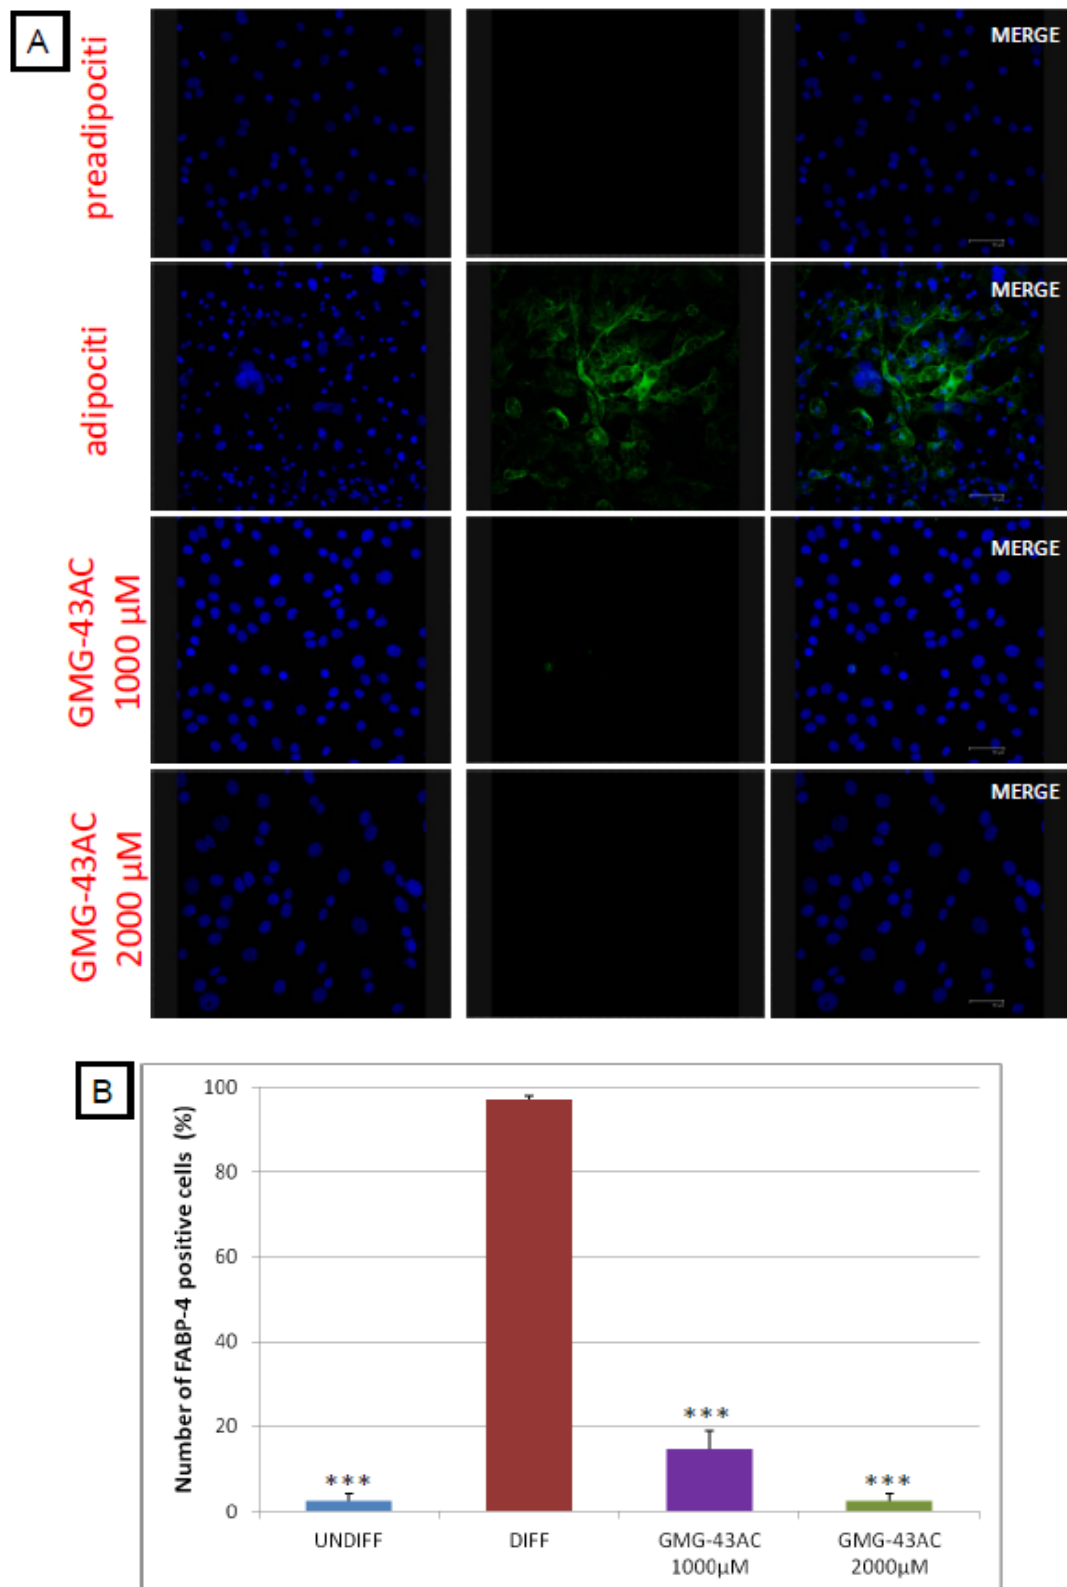 A
preadipociti
MERGE
adipociti
MERGE
GMG-43AC
1000 μM
MERGE
GMG-43AC
2000 μM
MERGE
B
Number of FABP-4 positive cells (%)
100
80
60
40
20
0
***
***
***
UNDIFF
DIFF
GMG-43AC
1000μM
GMG-43AC
2000μM